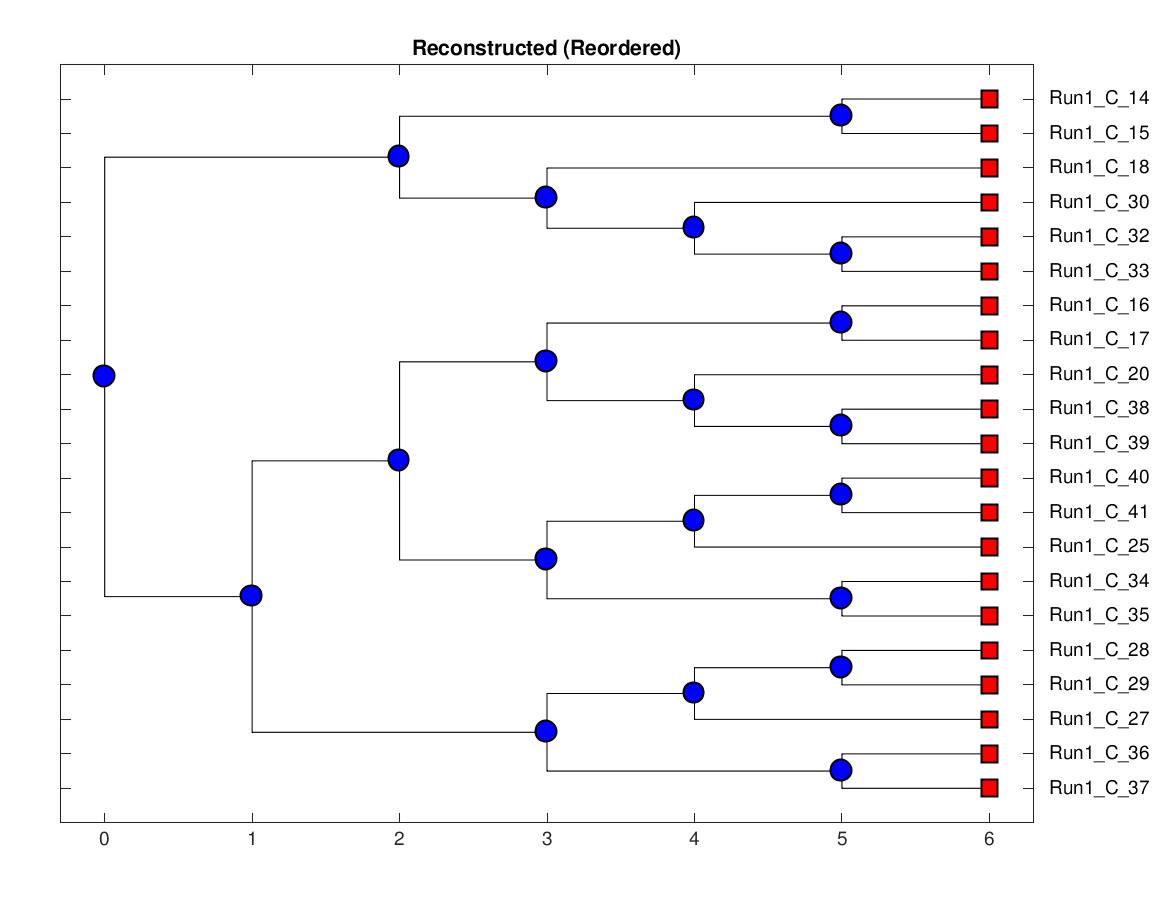 Reconstructed (Reordered)
Run1_C_14
Run1_C_15
Run1_C_18
Run1_C_30
Run1_C_32
Run1_C_33
Run1_C_16
Run1_C_17
Run1_C_20
Run1_C_38
Run1_C_39
Run1_C_40
Run1_C_41
Run1_C_25
Run1_C_34
Run1_C_35
Run1_C_28
Run1_C_29
Run1_C_27
Run1_C_36
Run1_C_37
0 1 2 3 4 5 6